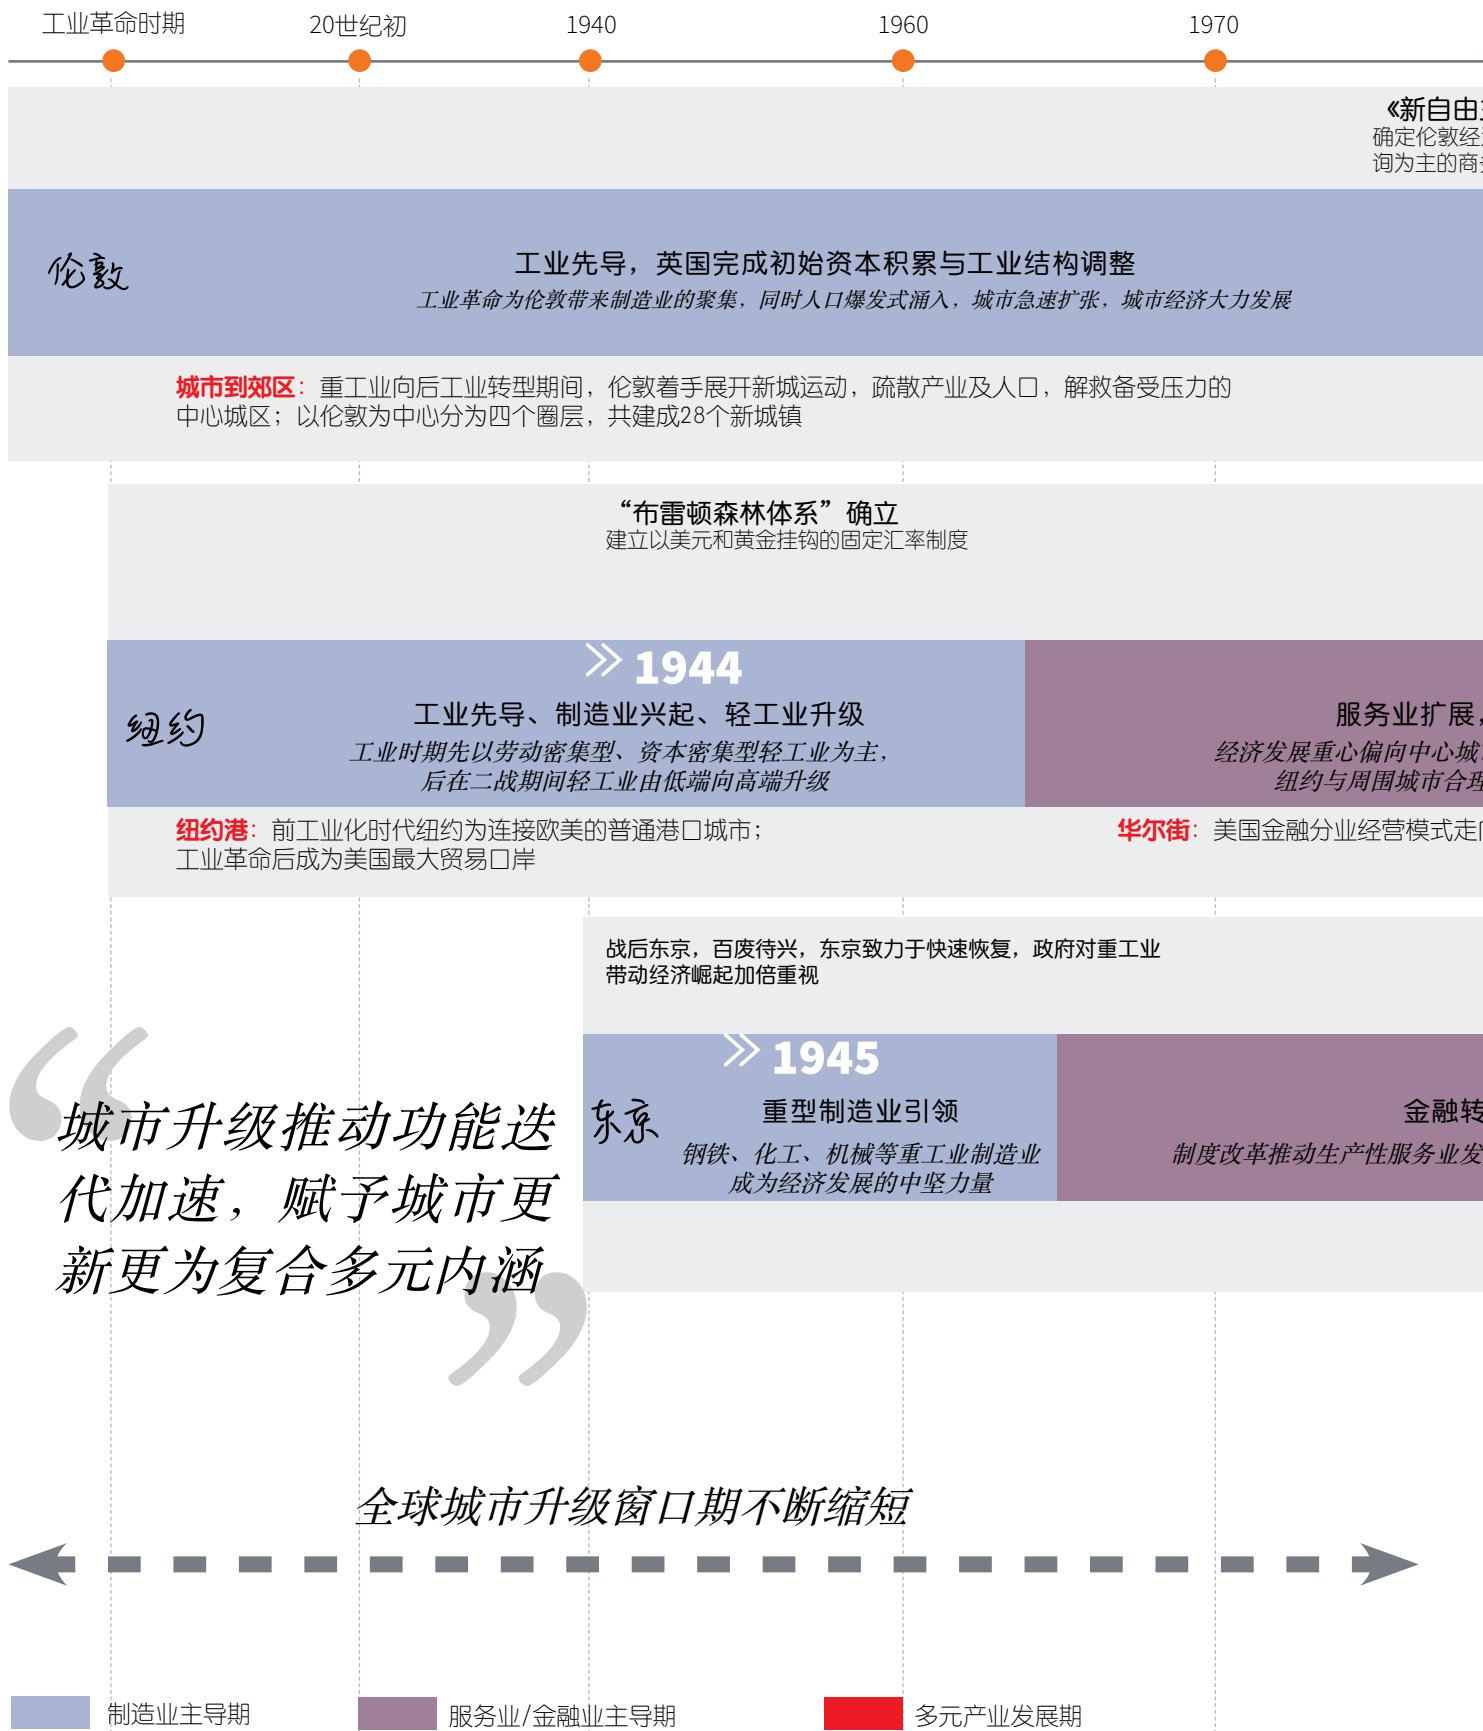 工业革命时期
20世纪初
1940
1960
1970
《新自由
确定伦敦经
询为主的商
伦敦
工业先导，英国完成初始资本积累与工业结构调整
工业革命为伦敦带来制造业的聚集，同时人口爆发式涌入，城市急速扩张，城市经济大力发展
城市到郊区：重工业向后工业转型期间，伦敦着手展开新城运动，疏散产业及人口，解救备受压力的
中心城区；以伦敦为中心分为四个圈层，共建成28个新城镇
“布雷顿森林体系”确立
建立以美元和黄金挂钩的固定汇率制度
1944
纽约
工业先导、制造业兴起、轻工业升级
工业时期先以劳动密集型、资本密集型轻工业为主，
后在二战期间轻工业由低端向高端升级
服务业扩展，
经济发展重心偏向中心城
纽约与周围城市合理
纽约港：前工业化时代纽约为连接欧美的普通港口城市；
工业革命后成为美国最大贸易口岸
华尔街：美国金融分业经营模式走向
战后东京，百废待兴，东京致力于快速恢复，政府对重工业
带动经济崛起加倍重视
1945
东京
重型制造业引领
钢铁、化工、机械等重工业制造业
成为经济发展的中坚力量
金融转
制度改革推动生产性服务业发
“城市升级推动功能迭
代加速，赋予城市更
新更为复合多元内涵”
全球城市升级窗口期不断缩短
制造业主导期
服务业/金融业主导期
多元产业发展期